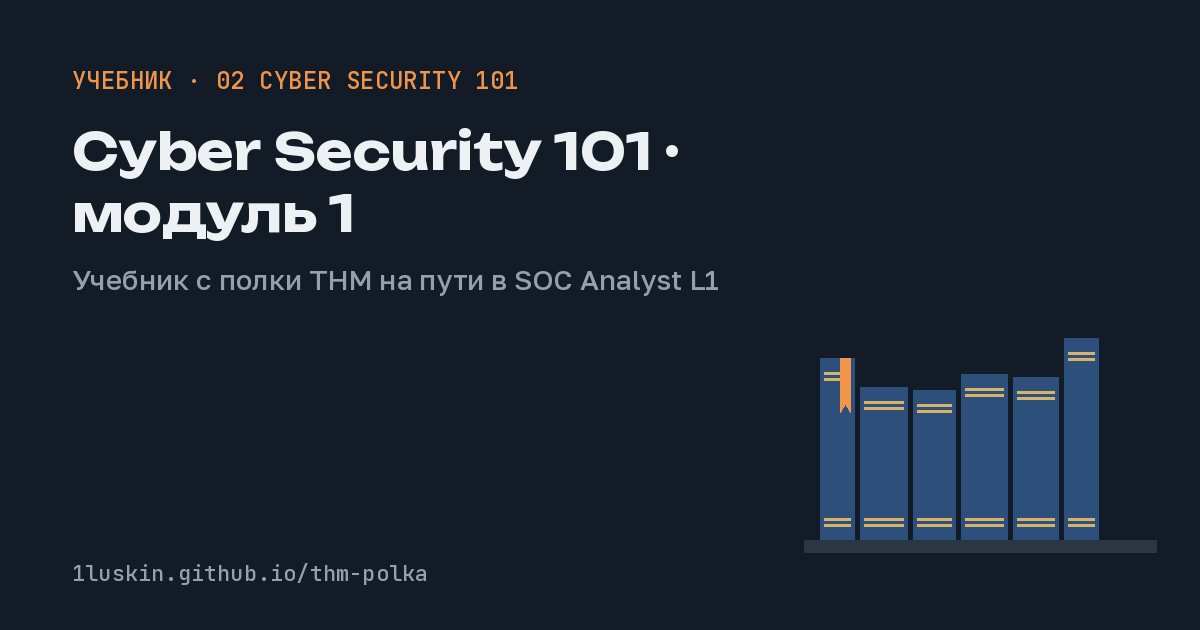 УЧЕБНИК · 02 CYBER SECURITY 101
Cyber Security 101 ·
модуль 1
Учебник с полки THM на пути в SOC Analyst L1
1luskin.github.io/thm-polka